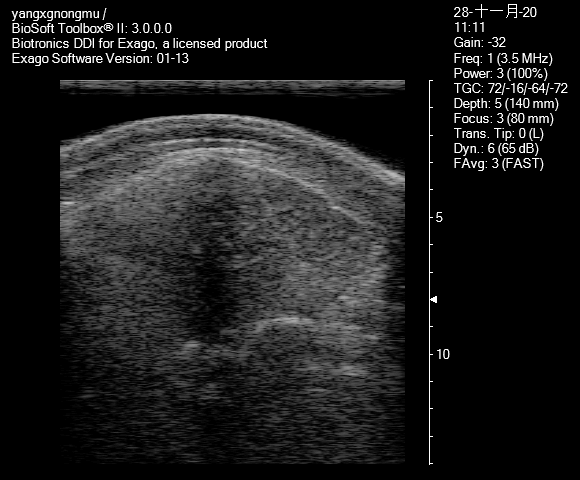 yangxgnongmu /
BioSoft Toolbox® II: 3.0.0.0
Biotronics DDI for Exago, a licensed product
Exago Software Version: 01-13
28-十一月-20
11:11
Gain: -32
Freq: 1 (3.5 MHz)
Power: 3 (100%)
TGC: 72/-16/-64/-72
Depth: 5 (140 mm)
Focus: 3 (80 mm)
Trans. Tip: 0 (L)
Dyn.: 6 (65 dB)
FAvg: 3 (FAST)
5
10